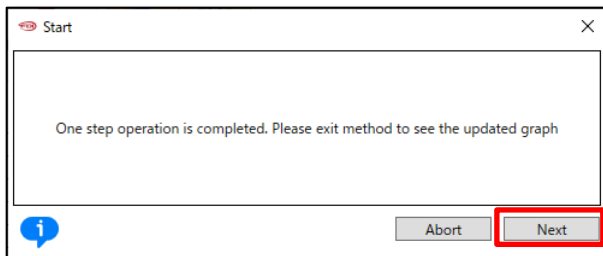 Start
One step operation is completed. Please exit method to see the updated graph
Abort
Next